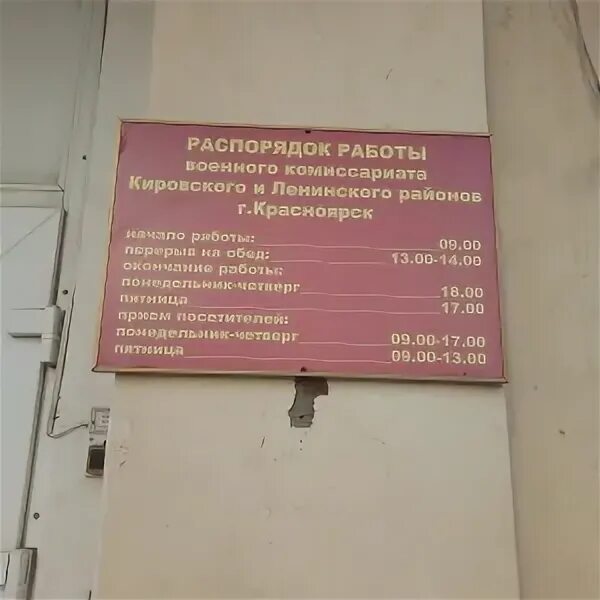 РАСПОРЯДОК РАБОТЫ
военного комиссариата
Кировского и Ленинского районов
г.Красноярск
начало работы: 09.00
перерыв на обед: 13.00-14.00
окончание работы:
понедельник-четверг 18.00
пятница 17.00
прием посетителей:
понедельник-четверг 09.00-17.00
пятница 09.00-13.00